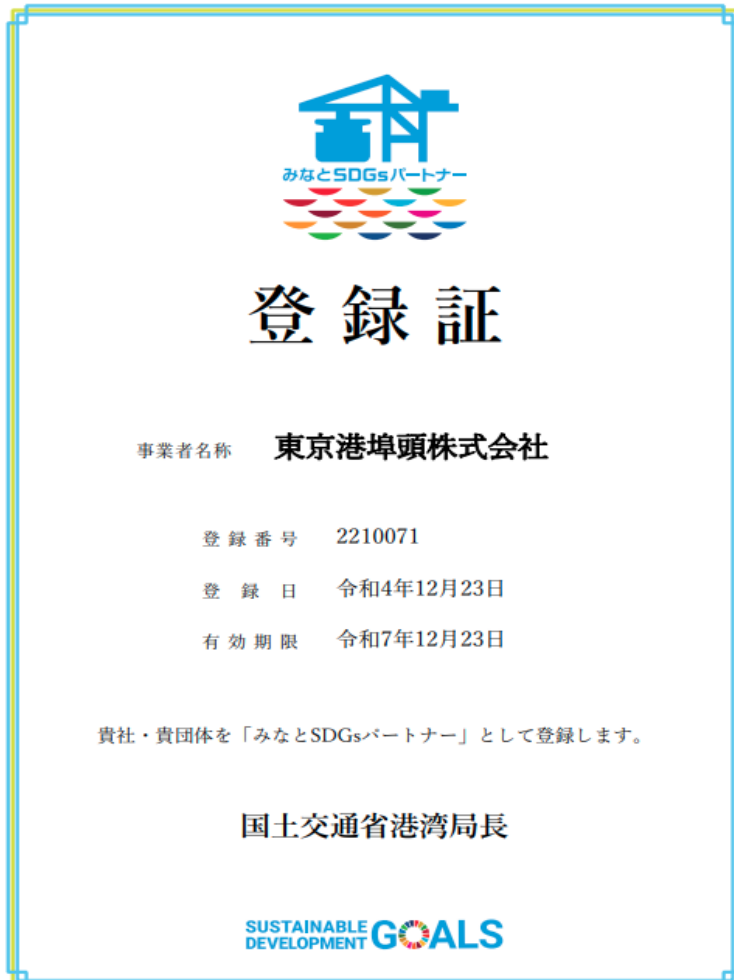 みなとSDGsパートナー
登録証
事業者名称 東京港埠頭株式会社
登録番号 2210071
登録日 令和4年12月23日
有効期限 令和7年12月23日
貴社・貴団体を「みなとSDGsパートナー」として登録します。
国土交通省港湾局長
SUSTAINABLE
DEVELOPMENT GOALS